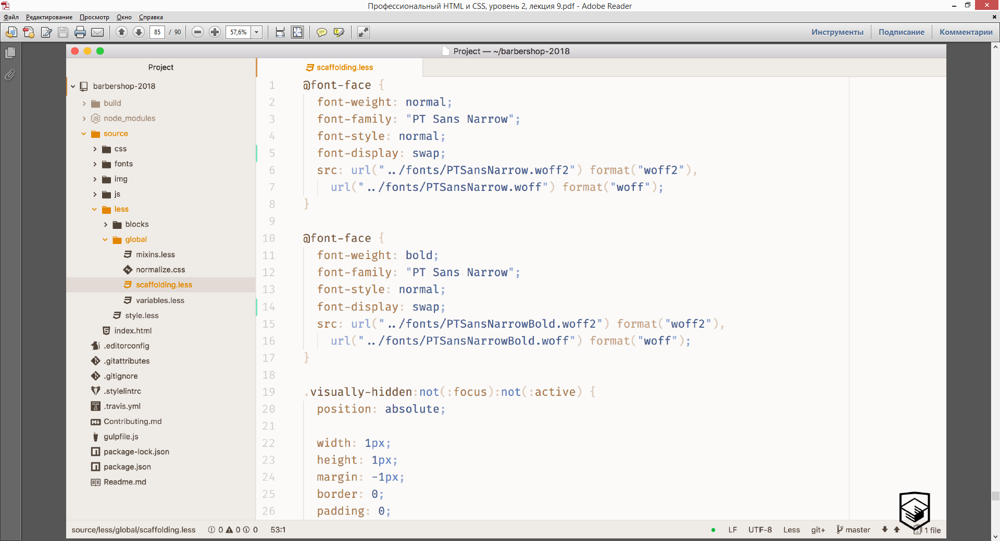 Профессиональный HTML и CSS, уровень 2, лекция 9.pdf - Adobe Reader
Файл Редактирование Просмотр Окно Справка
85 / 90 57,6% Инструменты Подписание Комментарии
Project — ~/barbershop-2018
Project
scaffolding.less
barbershop-2018
build
node_modules
source
css
fonts
img
js
less
blocks
global
mixins.less
normalize.css
scaffolding.less
variables.less
style.less
index.html
.editorconfig
.gitattributes
.gitignore
.stylelintrc
.travis.yml
Contributing.md
gulpfile.js
package-lock.json
package.json
Readme.md
1 @font-face {
2 font-weight: normal;
3 font-family: "PT Sans Narrow";
4 font-style: normal;
5 font-display: swap;
6 src: url("../fonts/PTSansNarrow.woff2") format("woff2"),
7 url("../fonts/PTSansNarrow.woff") format("woff");
8 }
9
10 @font-face {
11 font-weight: bold;
12 font-family: "PT Sans Narrow";
13 font-style: normal;
14 font-display: swap;
15 src: url("../fonts/PTSansNarrowBold.woff2") format("woff2"),
16 url("../fonts/PTSansNarrowBold.woff") format("woff");
17 }
18
19 .visually-hidden:not(:focus):not(:active) {
20 position: absolute;
21
22 width: 1px;
23 height: 1px;
24 margin: -1px;
25 border: 0;
26 padding: 0;
source/less/global/scaffolding.less 0 0 0 53:1 LF UTF-8 Less git+ master 1 file